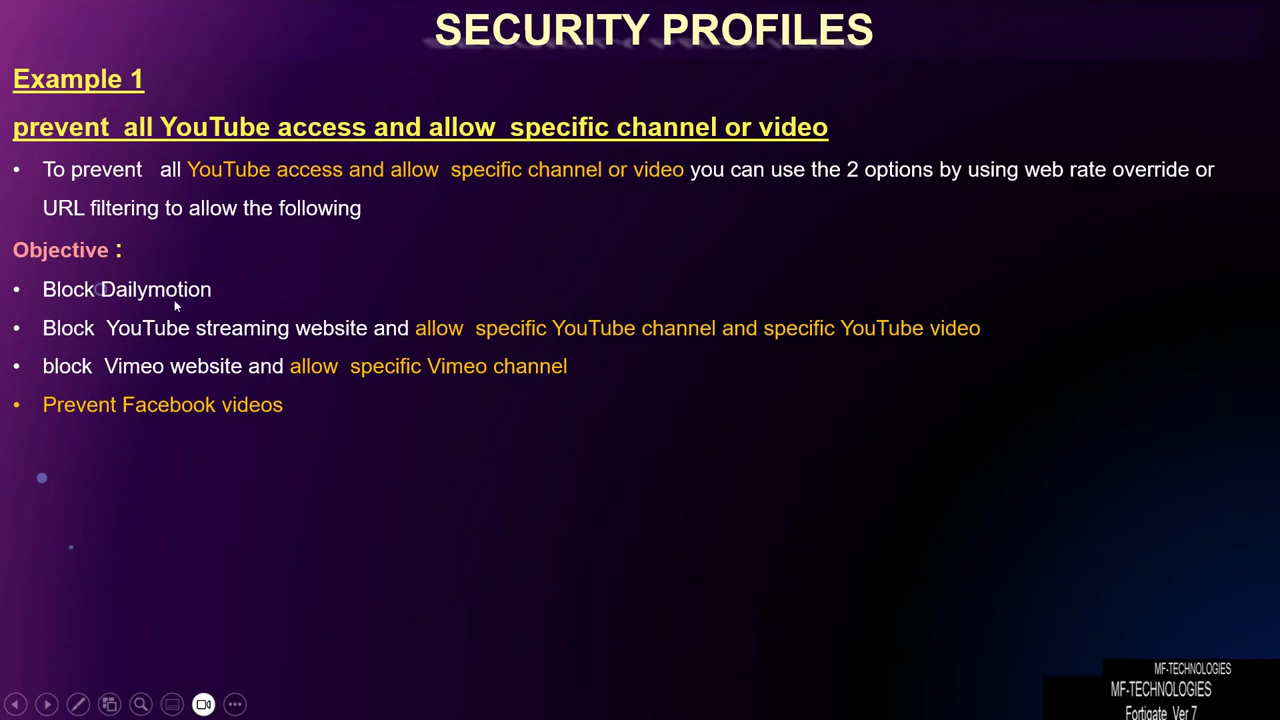 SECURITY PROFILES
Example 1
prevent all YouTube access and allow specific channel or video
• To prevent all YouTube access and allow specific channel or video you can use the 2 options by using web rate override or
URL filtering to allow the following
Objective :
• Block Dailymotion
• Block YouTube streaming website and allow specific YouTube channel and specific YouTube video
• block Vimeo website and allow specific Vimeo channel
• Prevent Facebook videos
MF-TECHNOLOGIES
MF-TECHNOLOGIES
Fortigate Ver 7